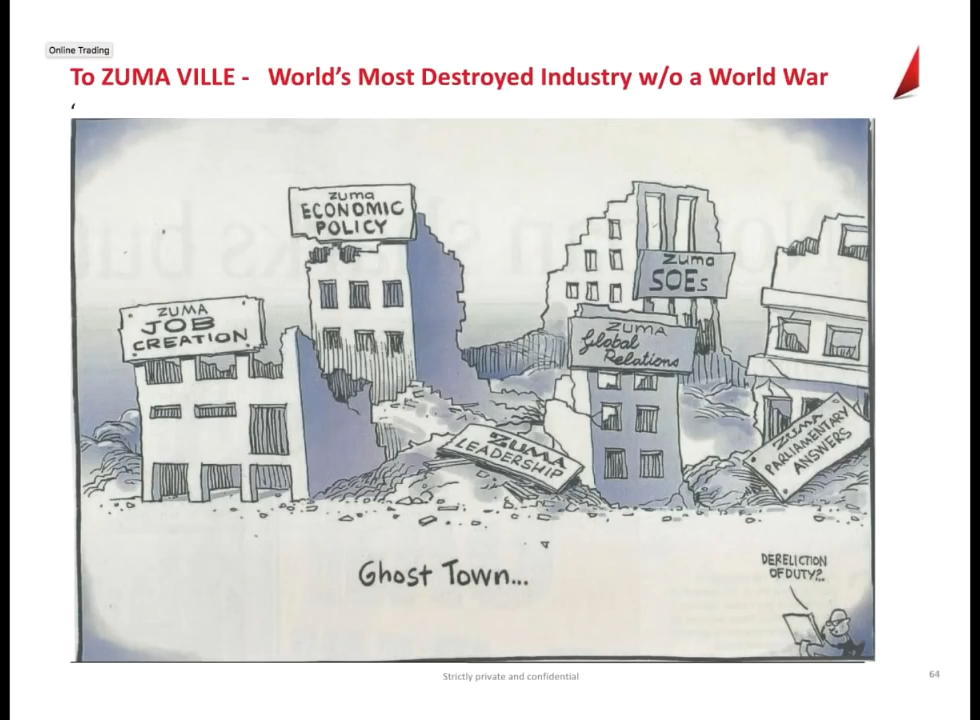 Online Trading
To ZUMA VILLE - World's Most Destroyed Industry w/o a World War
‘
zuma
ECONOMIC
POLICY
zuma
SOEs
ZUMA
JOB
CREATION
ZUMA
Global
Relations
ZUMA
LEADERSHIP
ZUMA
PARLIAMENTARY
ANSWERS
Ghost Town...
DERELICTION
OF DUTY?..
Strictly private and confidential
64